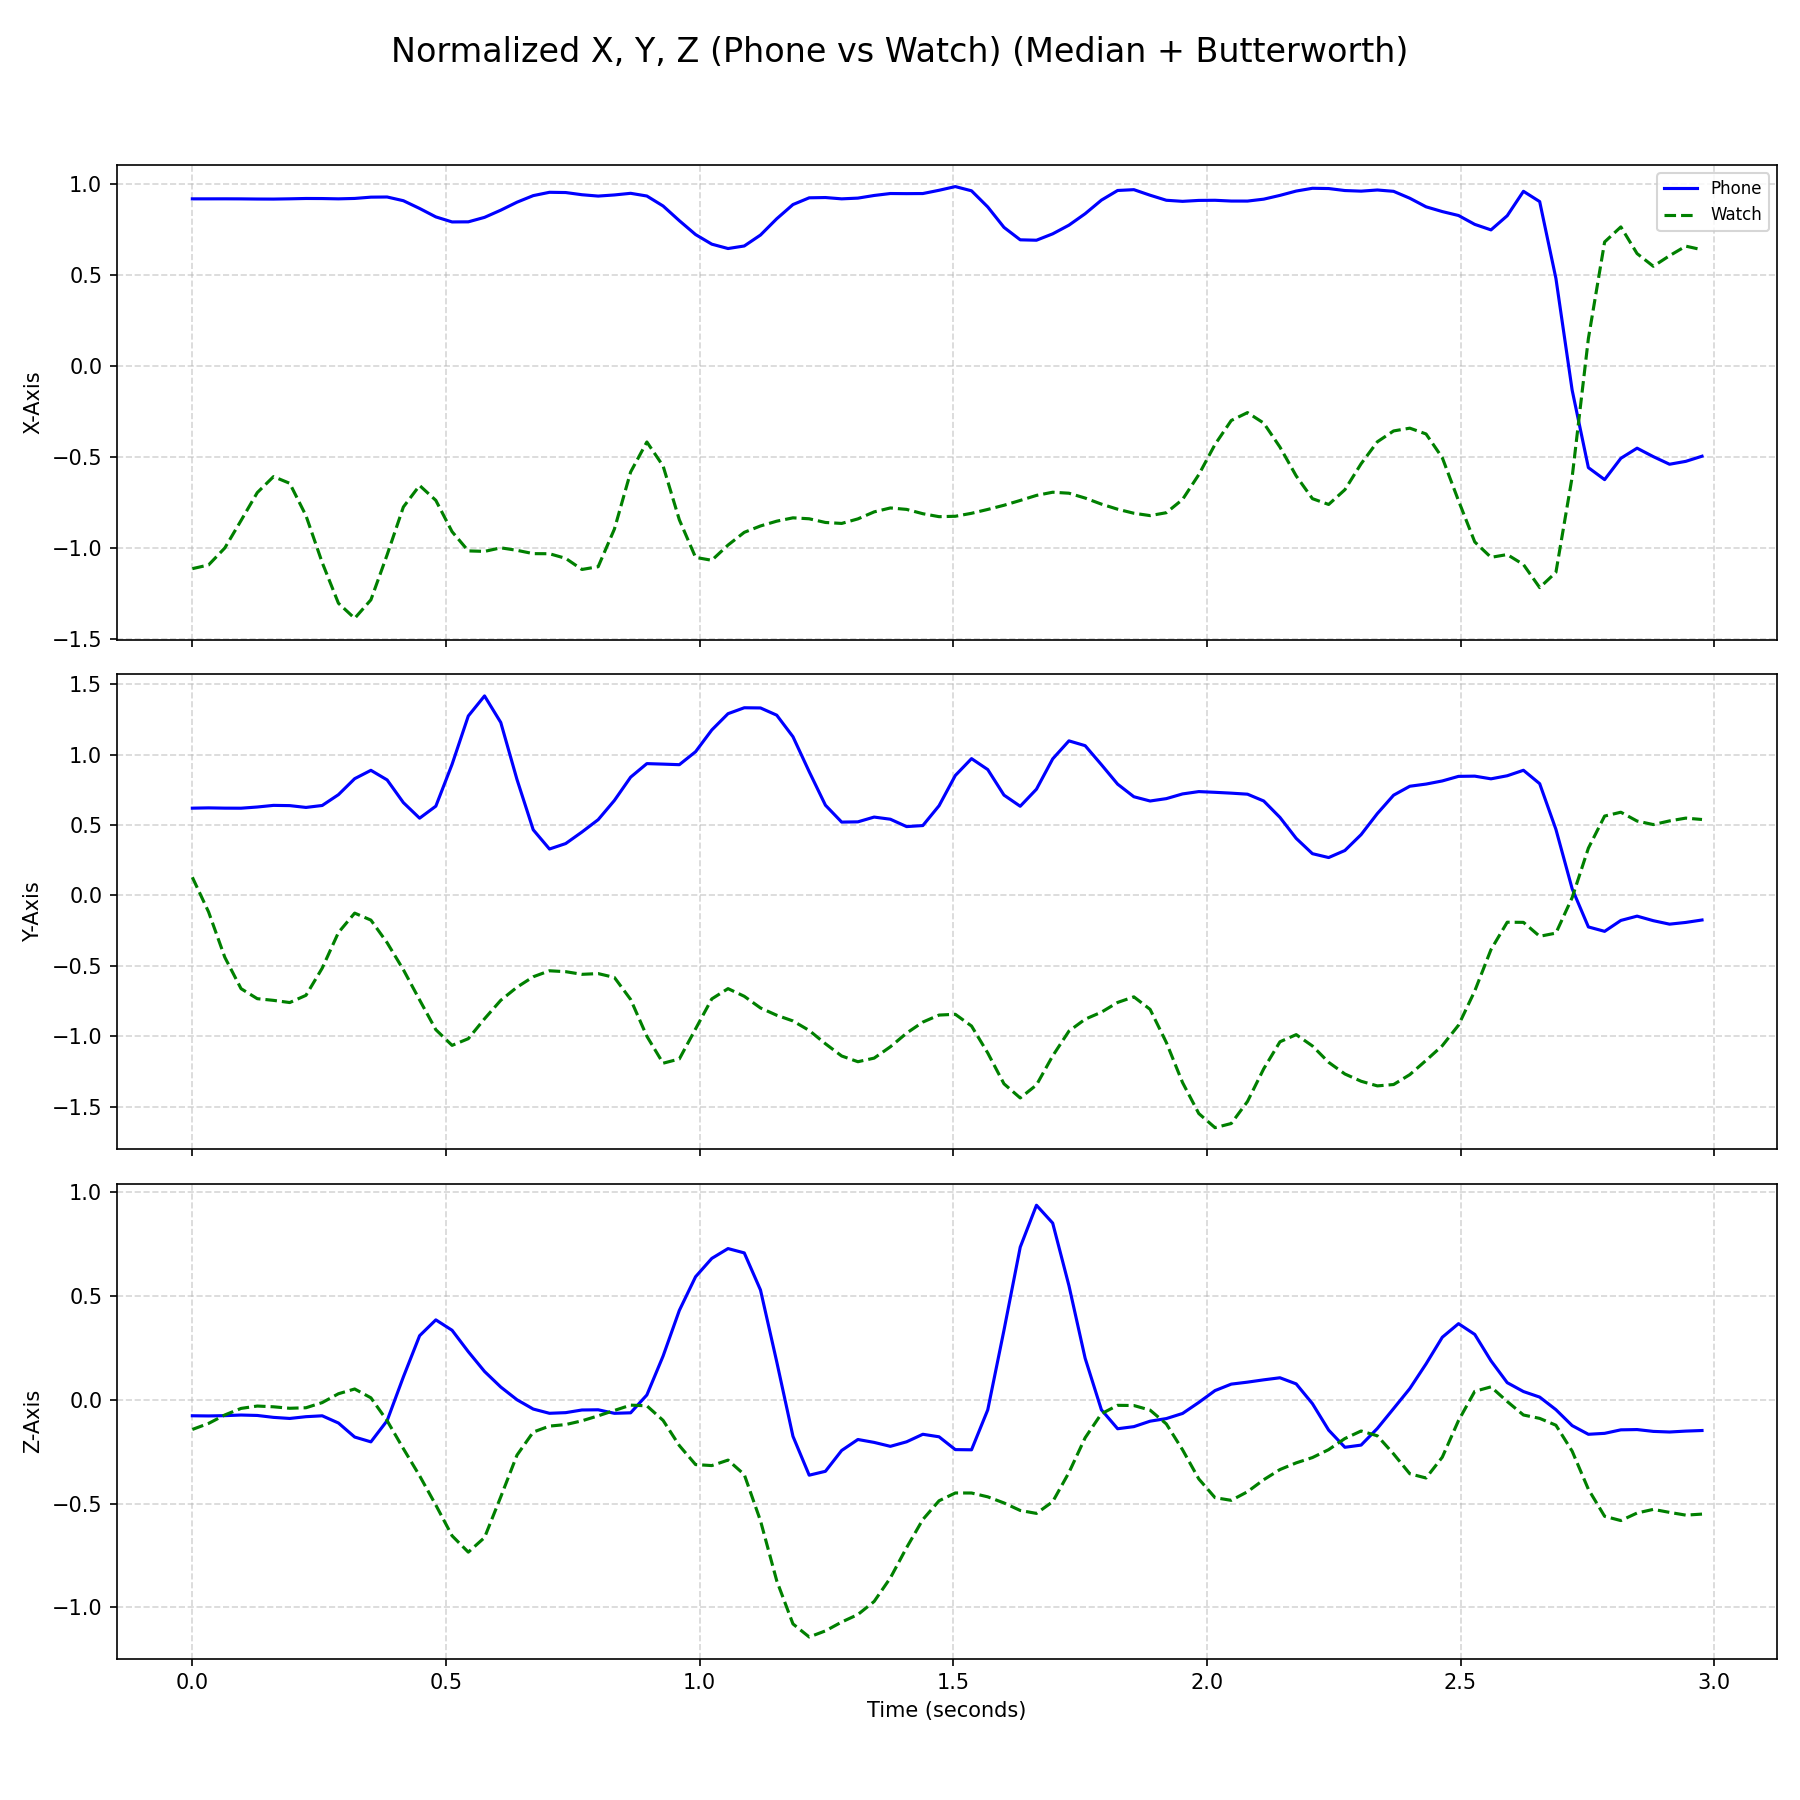 Normalized X, Y, Z (Phone vs Watch) (Median + Butterworth)
Phone
Watch
1.0
0.5
0.0
−0.5
−1.0
−1.5
X-Axis
1.5
1.0
0.5
0.0
−0.5
−1.0
−1.5
Y-Axis
1.0
0.5
0.0
−0.5
−1.0
Z-Axis
0.0 0.5 1.0 1.5 2.0 2.5 3.0
Time (seconds)